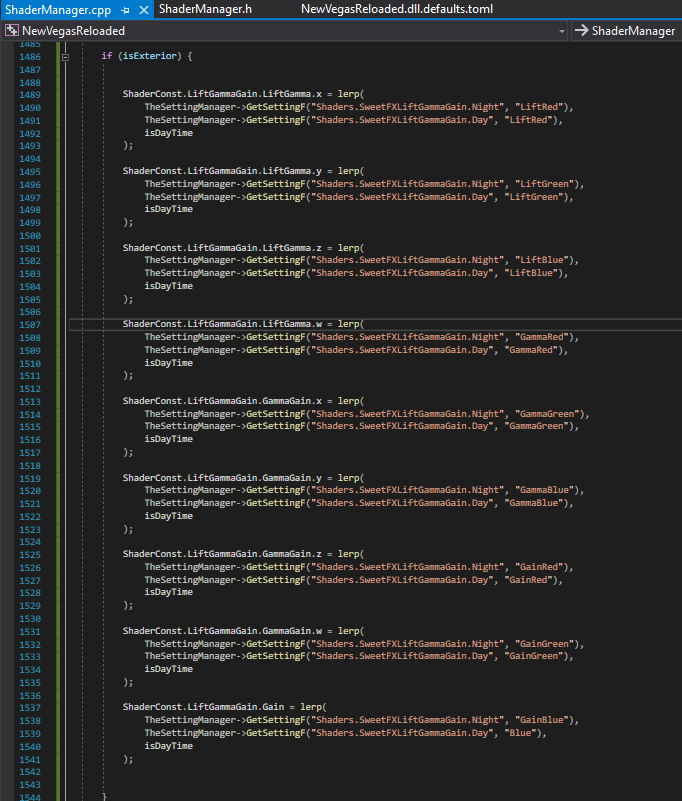 ShaderManager.cpp ShaderManager.h NewVegasReloaded.dll.defaults.toml
NewVegasReloaded ShaderManager
1485
1486 if (isExterior) {
1487
1488
1489 ShaderConst.LiftGammaGain.LiftGamma.x = lerp(
1490 TheSettingManager->GetSettingF("Shaders.SweetFXLiftGammaGain.Night", "LiftRed"),
1491 TheSettingManager->GetSettingF("Shaders.SweetFXLiftGammaGain.Day", "LiftRed"),
1492 isDayTime
1493 );
1494
1495 ShaderConst.LiftGammaGain.LiftGamma.y = lerp(
1496 TheSettingManager->GetSettingF("Shaders.SweetFXLiftGammaGain.Night", "LiftGreen"),
1497 TheSettingManager->GetSettingF("Shaders.SweetFXLiftGammaGain.Day", "LiftGreen"),
1498 isDayTime
1499 );
1500
1501 ShaderConst.LiftGammaGain.LiftGamma.z = lerp(
1502 TheSettingManager->GetSettingF("Shaders.SweetFXLiftGammaGain.Night", "LiftBlue"),
1503 TheSettingManager->GetSettingF("Shaders.SweetFXLiftGammaGain.Day", "LiftBlue"),
1504 isDayTime
1505 );
1506
1507 ShaderConst.LiftGammaGain.LiftGamma.w = lerp(
1508 TheSettingManager->GetSettingF("Shaders.SweetFXLiftGammaGain.Night", "GammaRed"),
1509 TheSettingManager->GetSettingF("Shaders.SweetFXLiftGammaGain.Day", "GammaRed"),
1510 isDayTime
1511 );
1512
1513 ShaderConst.LiftGammaGain.GammaGain.x = lerp(
1514 TheSettingManager->GetSettingF("Shaders.SweetFXLiftGammaGain.Night", "GammaGreen"),
1515 TheSettingManager->GetSettingF("Shaders.SweetFXLiftGammaGain.Day", "GammaGreen"),
1516 isDayTime
1517 );
1518
1519 ShaderConst.LiftGammaGain.GammaGain.y = lerp(
1520 TheSettingManager->GetSettingF("Shaders.SweetFXLiftGammaGain.Night", "GammaBlue"),
1521 TheSettingManager->GetSettingF("Shaders.SweetFXLiftGammaGain.Day", "GammaBlue"),
1522 isDayTime
1523 );
1524
1525 ShaderConst.LiftGammaGain.GammaGain.z = lerp(
1526 TheSettingManager->GetSettingF("Shaders.SweetFXLiftGammaGain.Night", "GainRed"),
1527 TheSettingManager->GetSettingF("Shaders.SweetFXLiftGammaGain.Day", "GainRed"),
1528 isDayTime
1529 );
1530
1531 ShaderConst.LiftGammaGain.GammaGain.w = lerp(
1532 TheSettingManager->GetSettingF("Shaders.SweetFXLiftGammaGain.Night", "GainGreen"),
1533 TheSettingManager->GetSettingF("Shaders.SweetFXLiftGammaGain.Day", "GainGreen"),
1534 isDayTime
1535 );
1536
1537 ShaderConst.LiftGammaGain.Gain = lerp(
1538 TheSettingManager->GetSettingF("Shaders.SweetFXLiftGammaGain.Night", "GainBlue"),
1539 TheSettingManager->GetSettingF("Shaders.SweetFXLiftGammaGain.Day", "Blue"),
1540 isDayTime
1541 );
1542
1543
1544 }